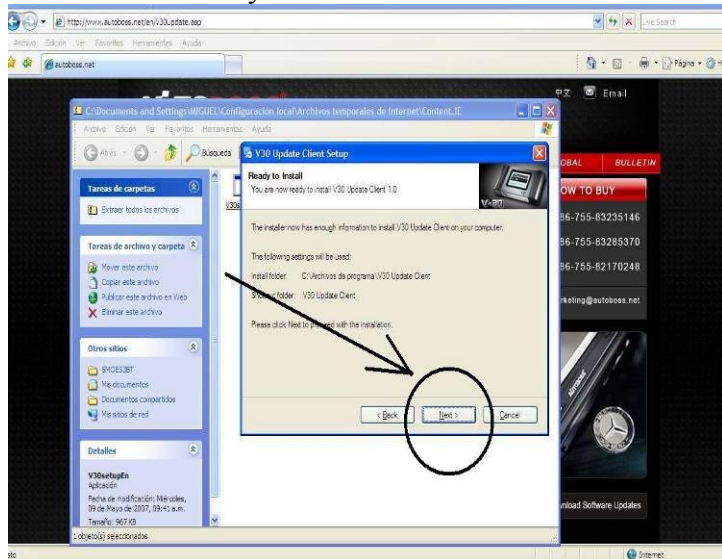 http://www.autoboss.net/en/V30Update.asp
Live Search
Archivo Edición Ver Favoritos Herramientas Ayuda
autoboss.net
Página
中文 Email
C:\Documents and Settings\MIGUEL\Configuración local\Archivos temporales de Internet\Content.IE
Archivo Edición Ver Favoritos Herramientas Ayuda
Atrás
Búsqueda
V30 Update Client Setup
OBAL BULLETIN
Tareas de carpetas
Extraer todos los archivos
Ready to Install
You are now ready to install V30 Update Client 1.0
V-30
OW TO BUY
86-755-83235146
The installer now has enough information to install V30 Update Client on your computer.
Tareas de archivo y carpeta
86-755-83285370
The following settings will be used:
Mover este archivo
86-755-82170248
Install folder: C:\Archivos de programa\V30 Update Client
Copiar este archivo
Publicar este archivo en Web
folder: V30 Update Client
rketing@autoboss.net
Eliminar este archivo
Please click Next to proceed with the installation.
Otros sitios
SMOESJBT
Mis documentos
Documentos compartidos
Mis sitios de red
< Back Next > Cancel
Detalles
V30setupEn
Aplicación
Fecha de modificación: Miércoles,
09 de Mayo de 2007, 09:41 a.m.
nload Software Updates
Tamaño: 967 KB
1 objeto(s) seleccionados
Internet